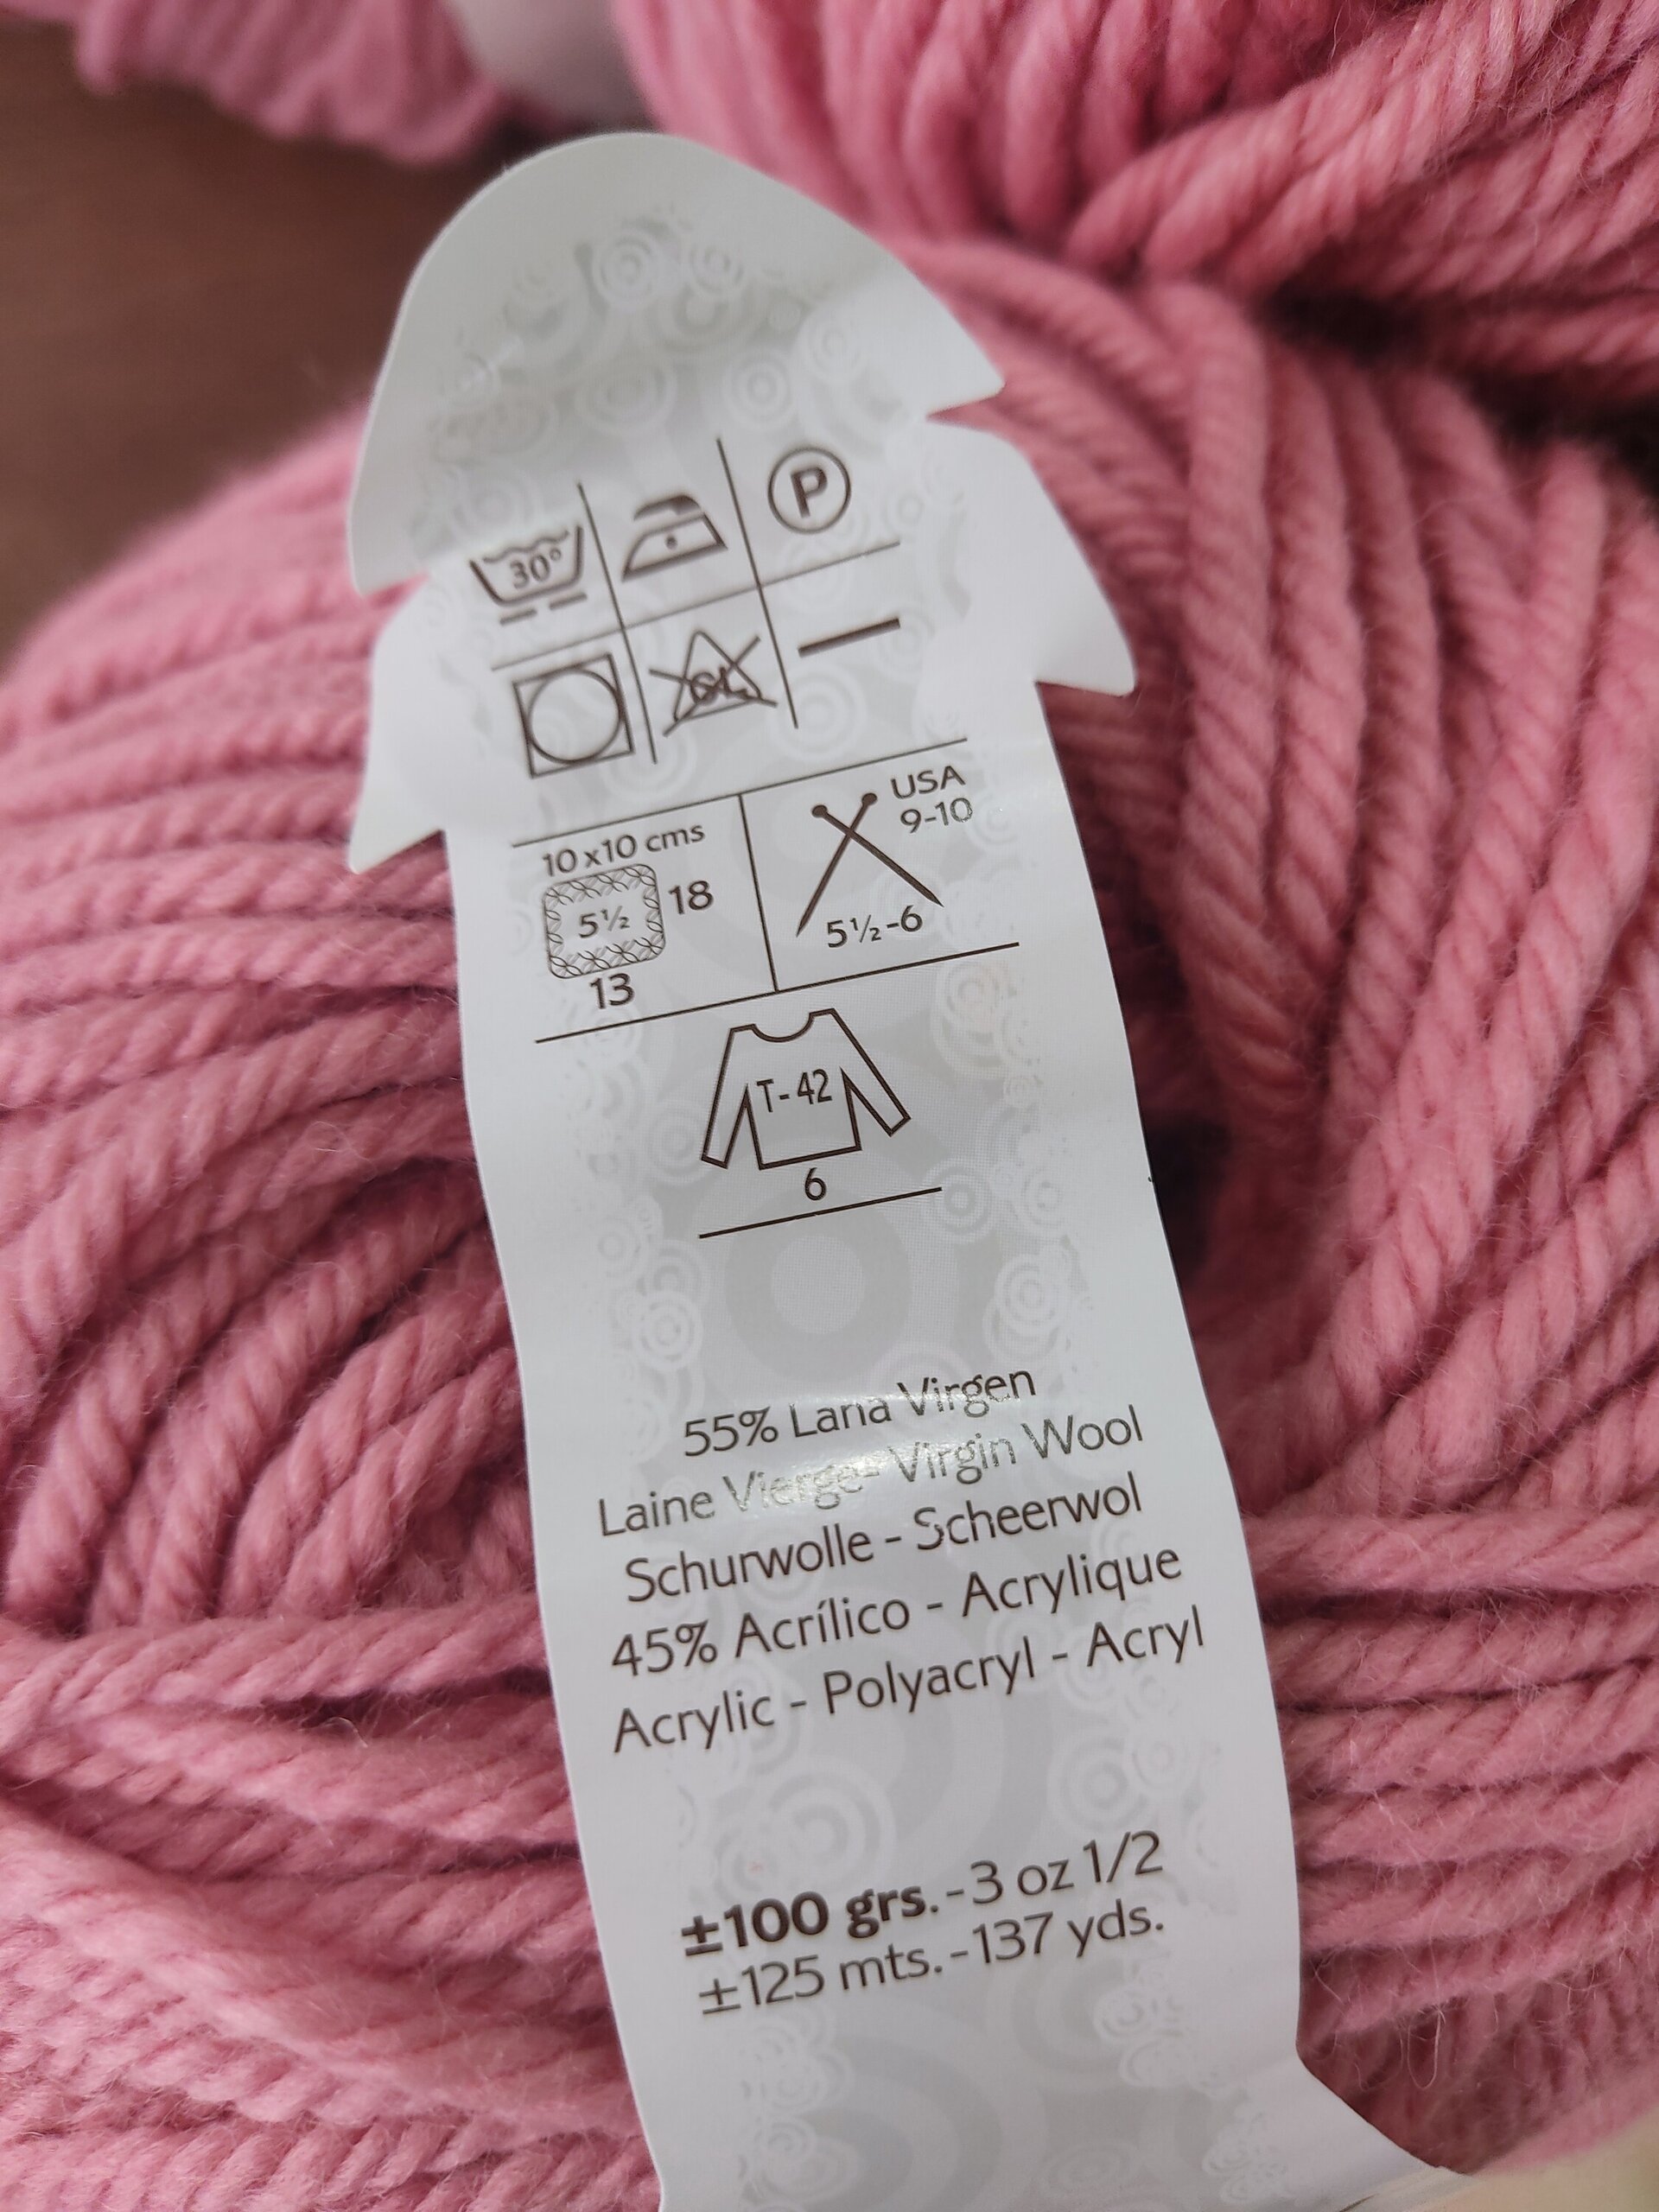 30°
P
CL
10 x 10 cms
5½
18
13
USA
9-10
5½-6
T-42
6
55% Lana Virgen
Laine Vierge - Virgin Wool
Schurwolle - Scheerwol
45% Acrílico - Acrylique
Acrylic - Polyacryl - Acryl
±100 grs. - 3 oz 1/2
±125 mts. - 137 yds.